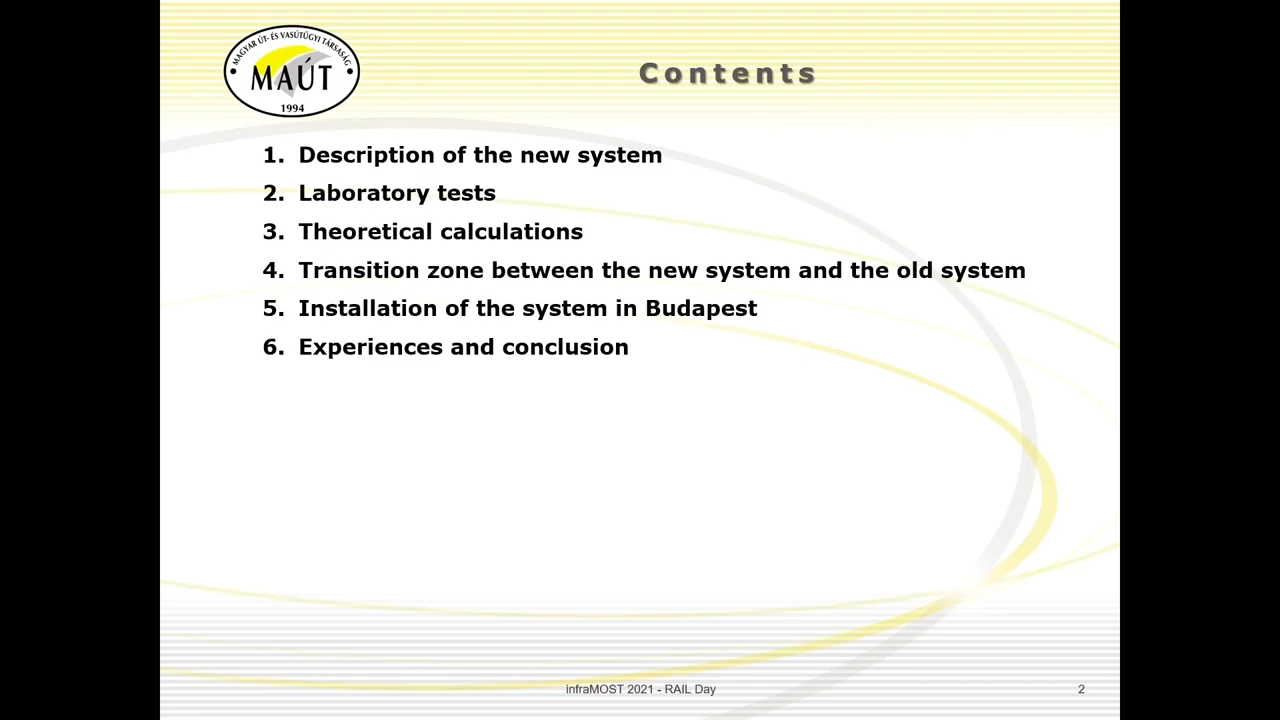 MAGYAR ÚT- ÉS VASÚTÜGYI TÁRSASÁG
MAÚT
1994
Contents
1. Description of the new system
2. Laboratory tests
3. Theoretical calculations
4. Transition zone between the new system and the old system
5. Installation of the system in Budapest
6. Experiences and conclusion
infraMOST 2021 - RAIL Day
2